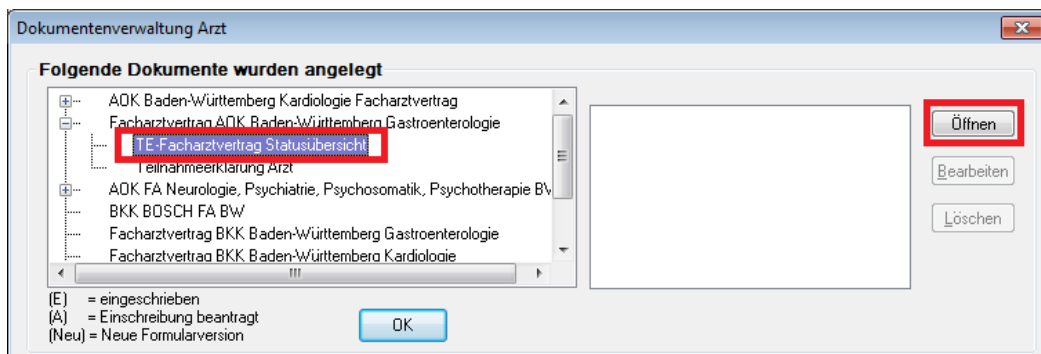 Dokumentenverwaltung Arzt
Folgende Dokumente wurden angelegt
AOK Baden-Württemberg Kardiologie Facharztvertrag
Facharztvertrag AOK Baden-Württemberg Gastroenterologie
TE-Facharztvertrag Statusübersicht
Teilnahmeerklärung Arzt
AOK FA Neurologie, Psychiatrie, Psychosomatik, Psychotherapie BV
BKK BOSCH FA BW
Facharztvertrag BKK Baden-Württemberg Gastroenterologie
Facharztvertrag BKK Baden-Württemberg Kardiologie
Öffnen
Bearbeiten
Löschen
(E) = eingeschrieben
(A) = Einschreibung beantragt
(Neu) = Neue Formularversion
OK